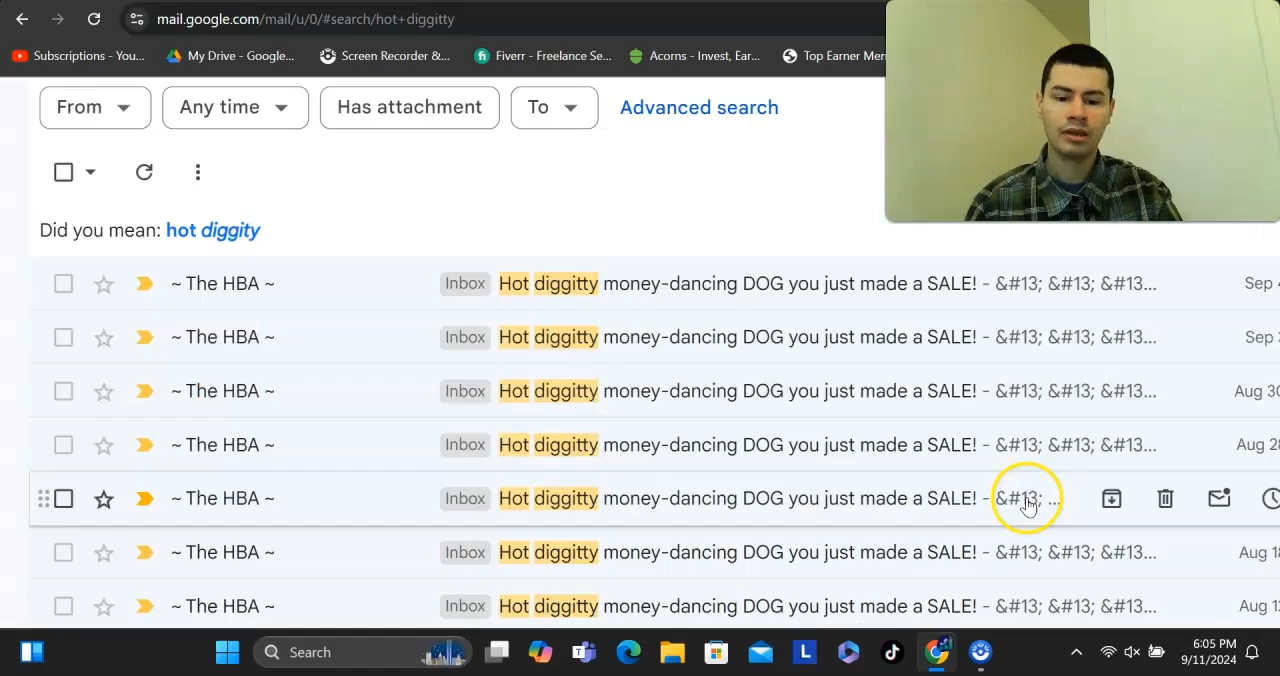 mail.google.com/mail/u/0/#search/hot+diggitty
Subscriptions - You... My Drive - Google... Screen Recorder &... Fiverr - Freelance Se... Acorns - Invest, Ear... Top Earner Men
From Any time Has attachment To Advanced search
Did you mean: hot diggity
~ The HBA ~ Inbox Hot diggitty money-dancing DOG you just made a SALE! - &#13; &#13; &#13... Sep
~ The HBA ~ Inbox Hot diggitty money-dancing DOG you just made a SALE! - &#13; &#13; &#13... Sep
~ The HBA ~ Inbox Hot diggitty money-dancing DOG you just made a SALE! - &#13; &#13; &#13... Aug 30
~ The HBA ~ Inbox Hot diggitty money-dancing DOG you just made a SALE! - &#13; &#13; &#13... Aug 28
~ The HBA ~ Inbox Hot diggitty money-dancing DOG you just made a SALE! - &#13; ...
~ The HBA ~ Inbox Hot diggitty money-dancing DOG you just made a SALE! - &#13; &#13; &#13... Aug 18
~ The HBA ~ Inbox Hot diggitty money-dancing DOG you just made a SALE! - &#13; &#13; &#13... Aug 12
Search L 6:05 PM
9/11/2024